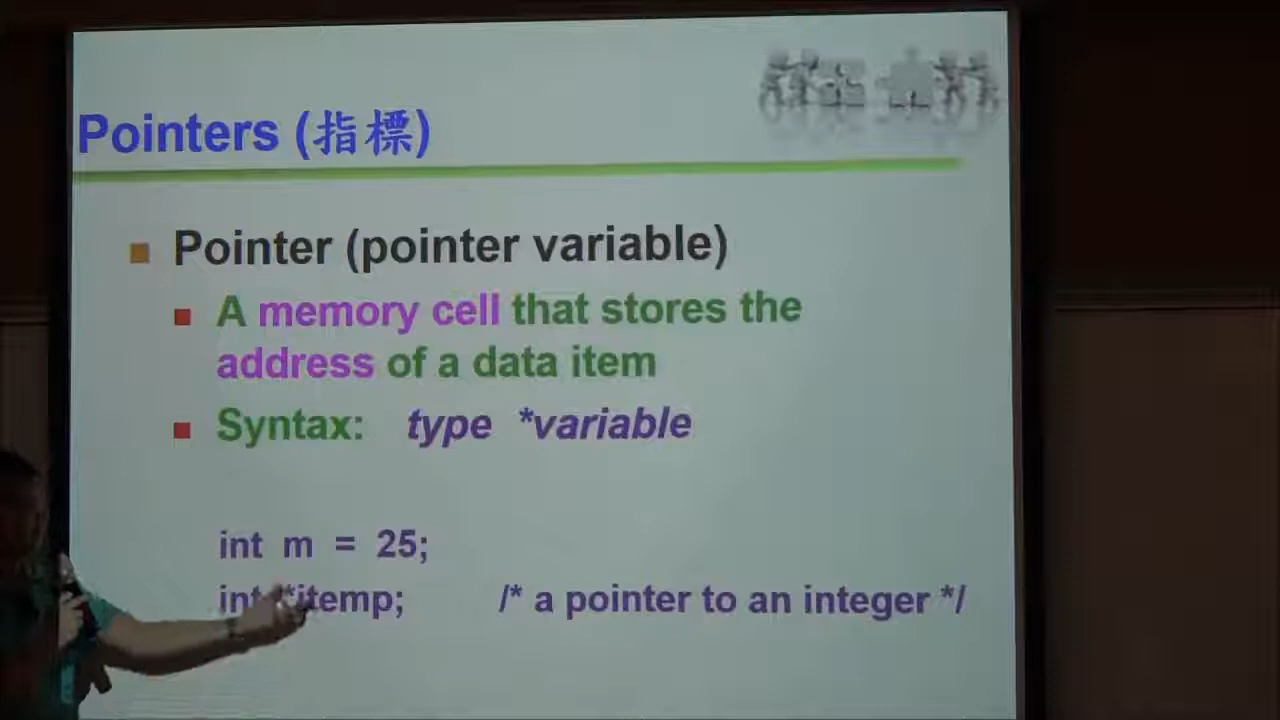 Pointers (指標)
Pointer (pointer variable)
A memory cell that stores the
address of a data item
Syntax: type *variable
int m = 25;
int *itemp; /* a pointer to an integer */